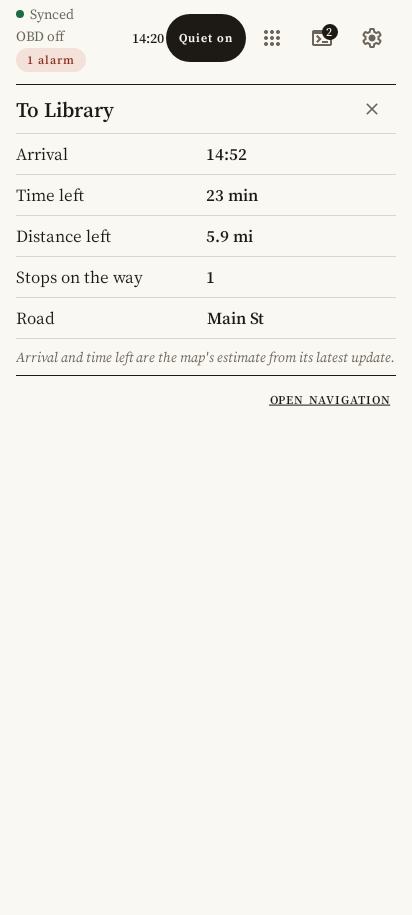 Synced
OBD off
1 alarm
14:20
Quiet on
2
To Library
Arrival 14:52
Time left 23 min
Distance left 5.9 mi
Stops on the way 1
Road Main St
Arrival and time left are the map's estimate from its latest update.
OPEN NAVIGATION